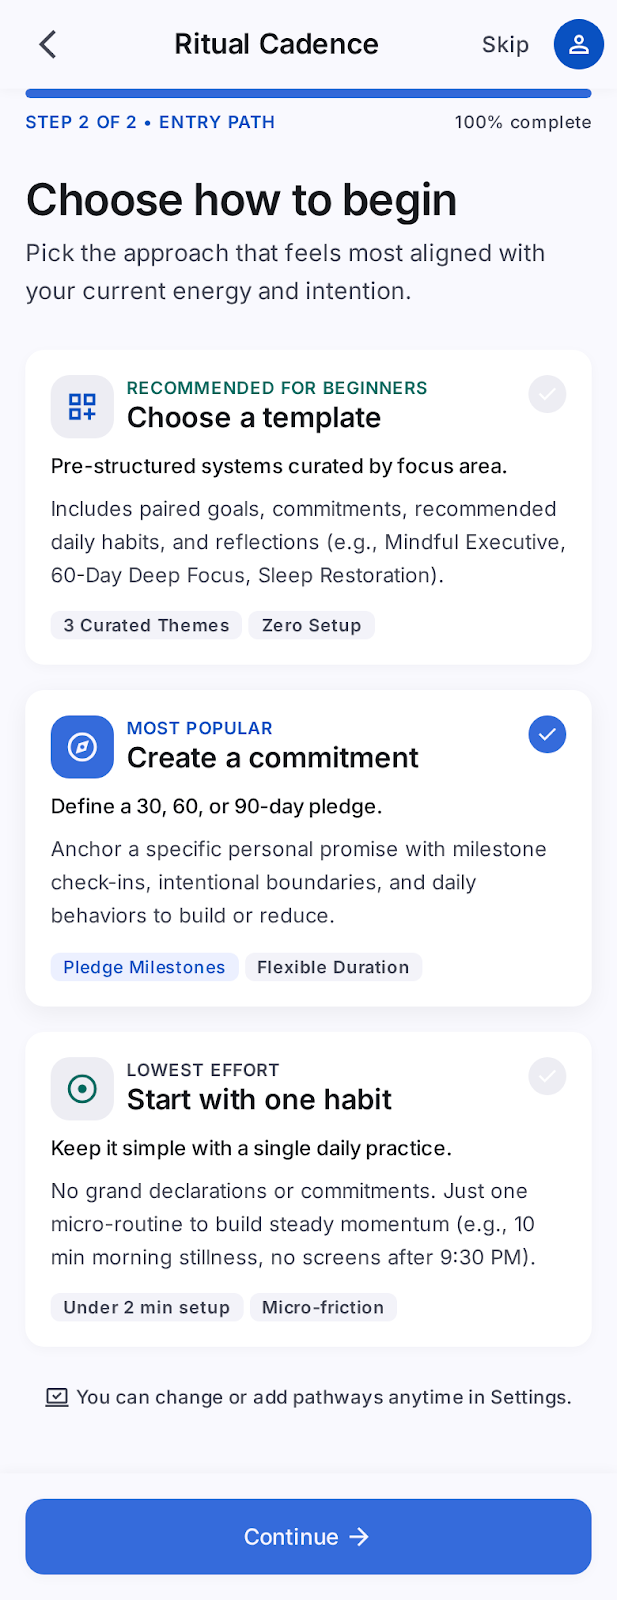 Ritual Cadence
Skip
STEP 2 OF 2 • ENTRY PATH
100% complete
Choose how to begin
Pick the approach that feels most aligned with
your current energy and intention.
RECOMMENDED FOR BEGINNERS
Choose a template
Pre-structured systems curated by focus area.
Includes paired goals, commitments, recommended
daily habits, and reflections (e.g., Mindful Executive,
60-Day Deep Focus, Sleep Restoration).
3 Curated Themes
Zero Setup
MOST POPULAR
Create a commitment
Define a 30, 60, or 90-day pledge.
Anchor a specific personal promise with milestone
check-ins, intentional boundaries, and daily
behaviors to build or reduce.
Pledge Milestones
Flexible Duration
LOWEST EFFORT
Start with one habit
Keep it simple with a single daily practice.
No grand declarations or commitments. Just one
micro-routine to build steady momentum (e.g., 10
min morning stillness, no screens after 9:30 PM).
Under 2 min setup
Micro-friction
You can change or add pathways anytime in Settings.
Continue →